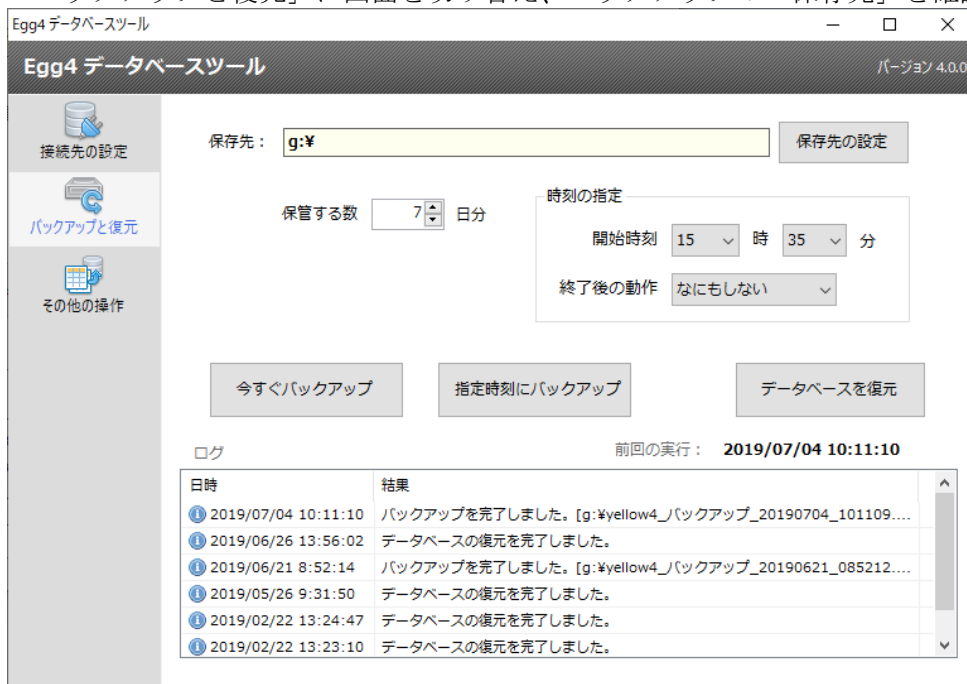 Egg4 データベースツール
Egg4 データベースツール
バージョン 4.0.0
接続先の設定
バックアップと復元
その他の操作
保存先：
g:¥
保存先の設定
保管する数
7
日分
時刻の指定
開始時刻
15
時
35
分
終了後の動作
なにもしない
今すぐバックアップ
指定時刻にバックアップ
データベースを復元
ログ
前回の実行： 2019/07/04 10:11:10
日時 結果
2019/07/04 10:11:10 バックアップを完了しました。[g:¥yellow4_バックアップ_20190704_101109....
2019/06/26 13:56:02 データベースの復元を完了しました。
2019/06/21 8:52:14 バックアップを完了しました。[g:¥yellow4_バックアップ_20190621_085212....
2019/05/26 9:31:50 データベースの復元を完了しました。
2019/02/22 13:24:47 データベースの復元を完了しました。
2019/02/22 13:23:10 データベースの復元を完了しました。